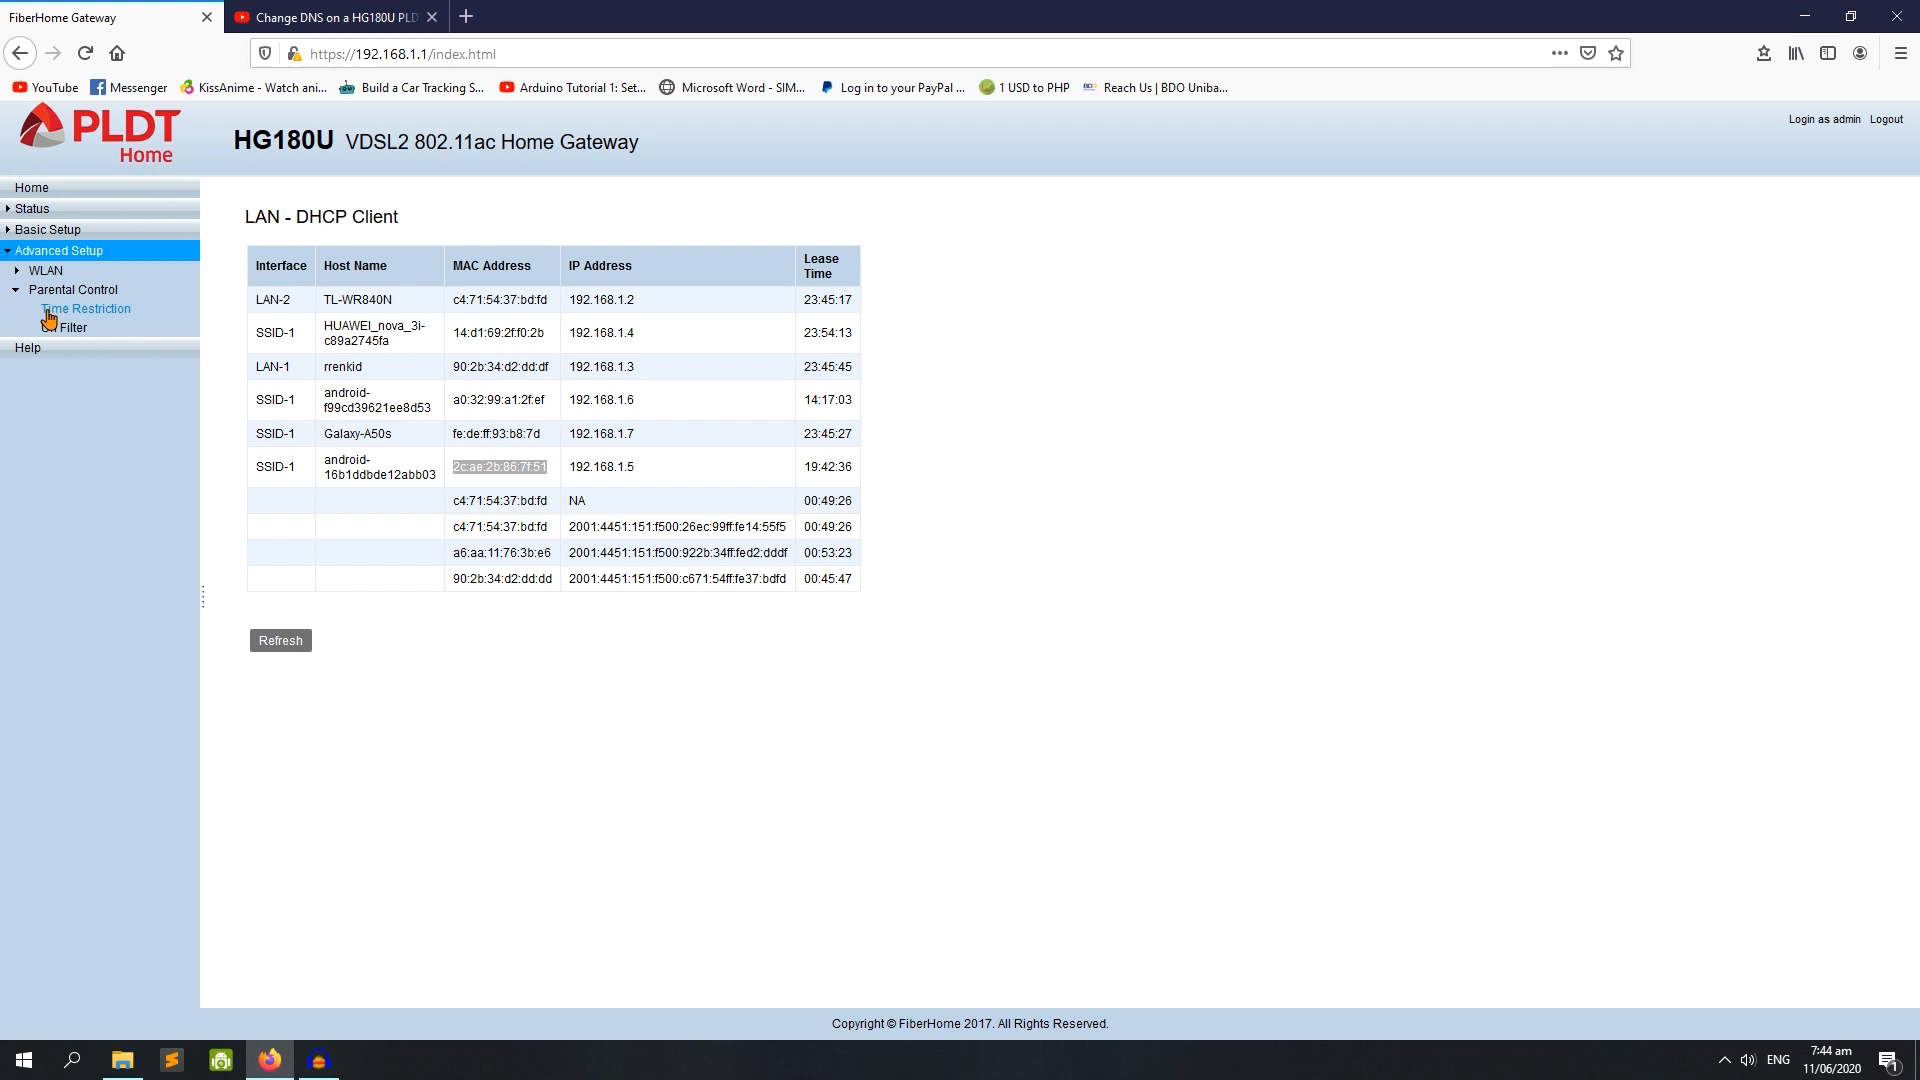 FiberHome Gateway
Change DNS on a HG180U PLD
https://192.168.1.1/index.html
YouTube Messenger KissAnime - Watch ani... Build a Car Tracking S... Arduino Tutorial 1: Set... Microsoft Word - SIM... Log in to your PayPal ... 1 USD to PHP BDO Reach Us | BDO Uniba...
PLDT
Home
HG180U VDSL2 802.11ac Home Gateway
Login as admin Logout
Home
Status
Basic Setup
Advanced Setup
WLAN
Parental Control
Time Restriction
Filter
Help
LAN - DHCP Client
Interface Host Name MAC Address IP Address Lease Time
LAN-2 TL-WR840N c4:71:54:37:bd:fd 192.168.1.2 23:45:17
SSID-1 HUAWEI_nova_3i-c89a2745fa 14:d1:69:2f:f0:2b 192.168.1.4 23:54:13
LAN-1 rrenkid 90:2b:34:d2:dd:df 192.168.1.3 23:45:45
SSID-1 android-f99cd39621ee8d53 a0:32:99:a1:2f:ef 192.168.1.6 14:17:03
SSID-1 Galaxy-A50s fe:de:ff:93:b8:7d 192.168.1.7 23:45:27
SSID-1 android-16b1ddbde12abb03 2c:ae:2b:86:7f:51 192.168.1.5 19:42:36
c4:71:54:37:bd:fd NA 00:49:26
c4:71:54:37:bd:fd 2001:4451:151:f500:26ec:99ff:fe14:55f5 00:49:26
a6:aa:11:76:3b:e6 2001:4451:151:f500:922b:34ff:fed2:dddf 00:53:23
90:2b:34:d2:dd:dd 2001:4451:151:f500:c671:54ff:fe37:bdfd 00:45:47
Refresh
Copyright © FiberHome 2017. All Rights Reserved.
ENG
7:44 am
11/06/2020
1